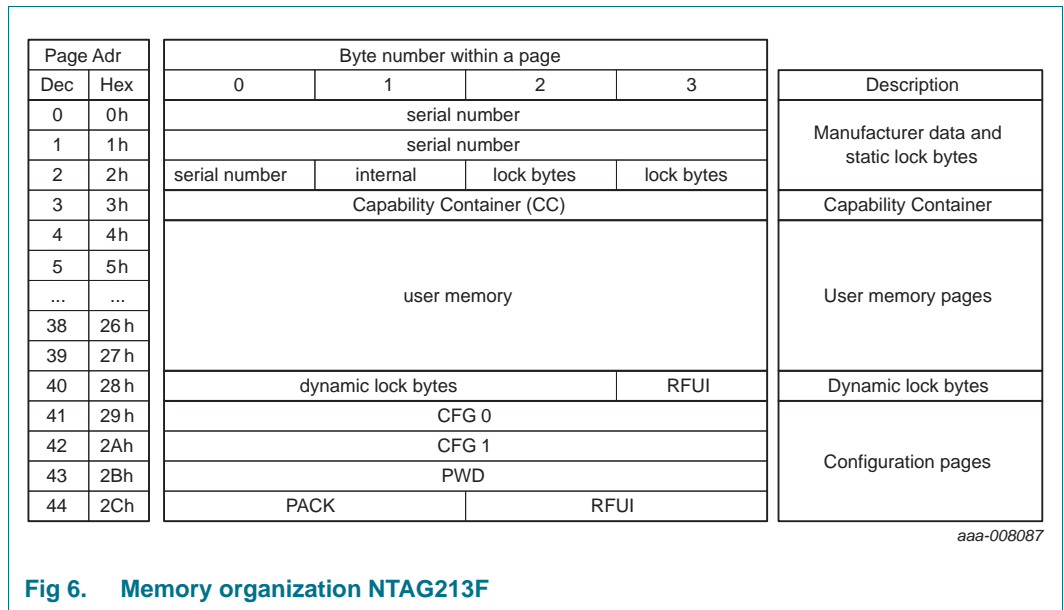 Page Adr Byte number within a page
Dec Hex 0 1 2 3 Description
0 0h serial number
Manufacturer data and
1 1h serial number
static lock bytes
2 2h serial number internal lock bytes lock bytes
3 3h Capability Container (CC) Capability Container
4 4h
5 5h
... ... user memory User memory pages
38 26h
39 27h
40 28h dynamic lock bytes RFUI Dynamic lock bytes
41 29h CFG 0
42 2Ah CFG 1
Configuration pages
43 2Bh PWD
44 2Ch PACK RFUI
aaa-008087
Fig 6. Memory organization NTAG213F